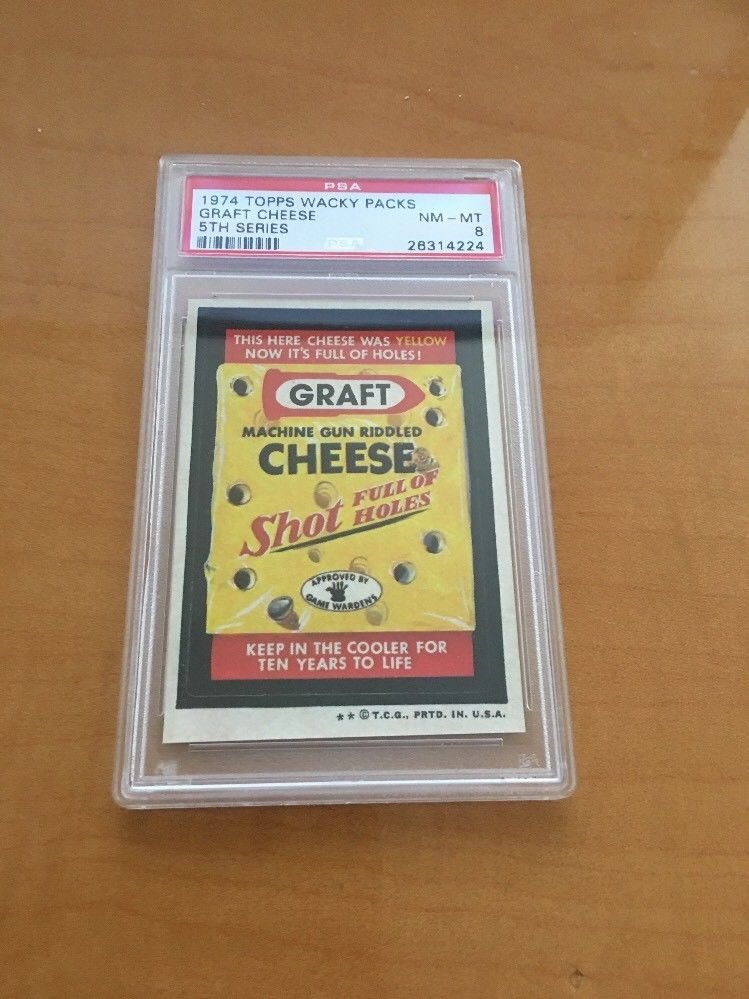 PSA
1974 TOPPS WACKY PACKS
GRAFT CHEESE NM - MT
5TH SERIES 8
PSA 26314224
THIS HERE CHEESE WAS YELLOW
NOW IT'S FULL OF HOLES!
GRAFT
MACHINE GUN RIDDLED
CHEESE
Shot FULL OF
HOLES
APPROVED BY
GAME WARDENS
KEEP IN THE COOLER FOR
TEN YEARS TO LIFE
** © T.C.G., PRTD. IN. U.S.A.